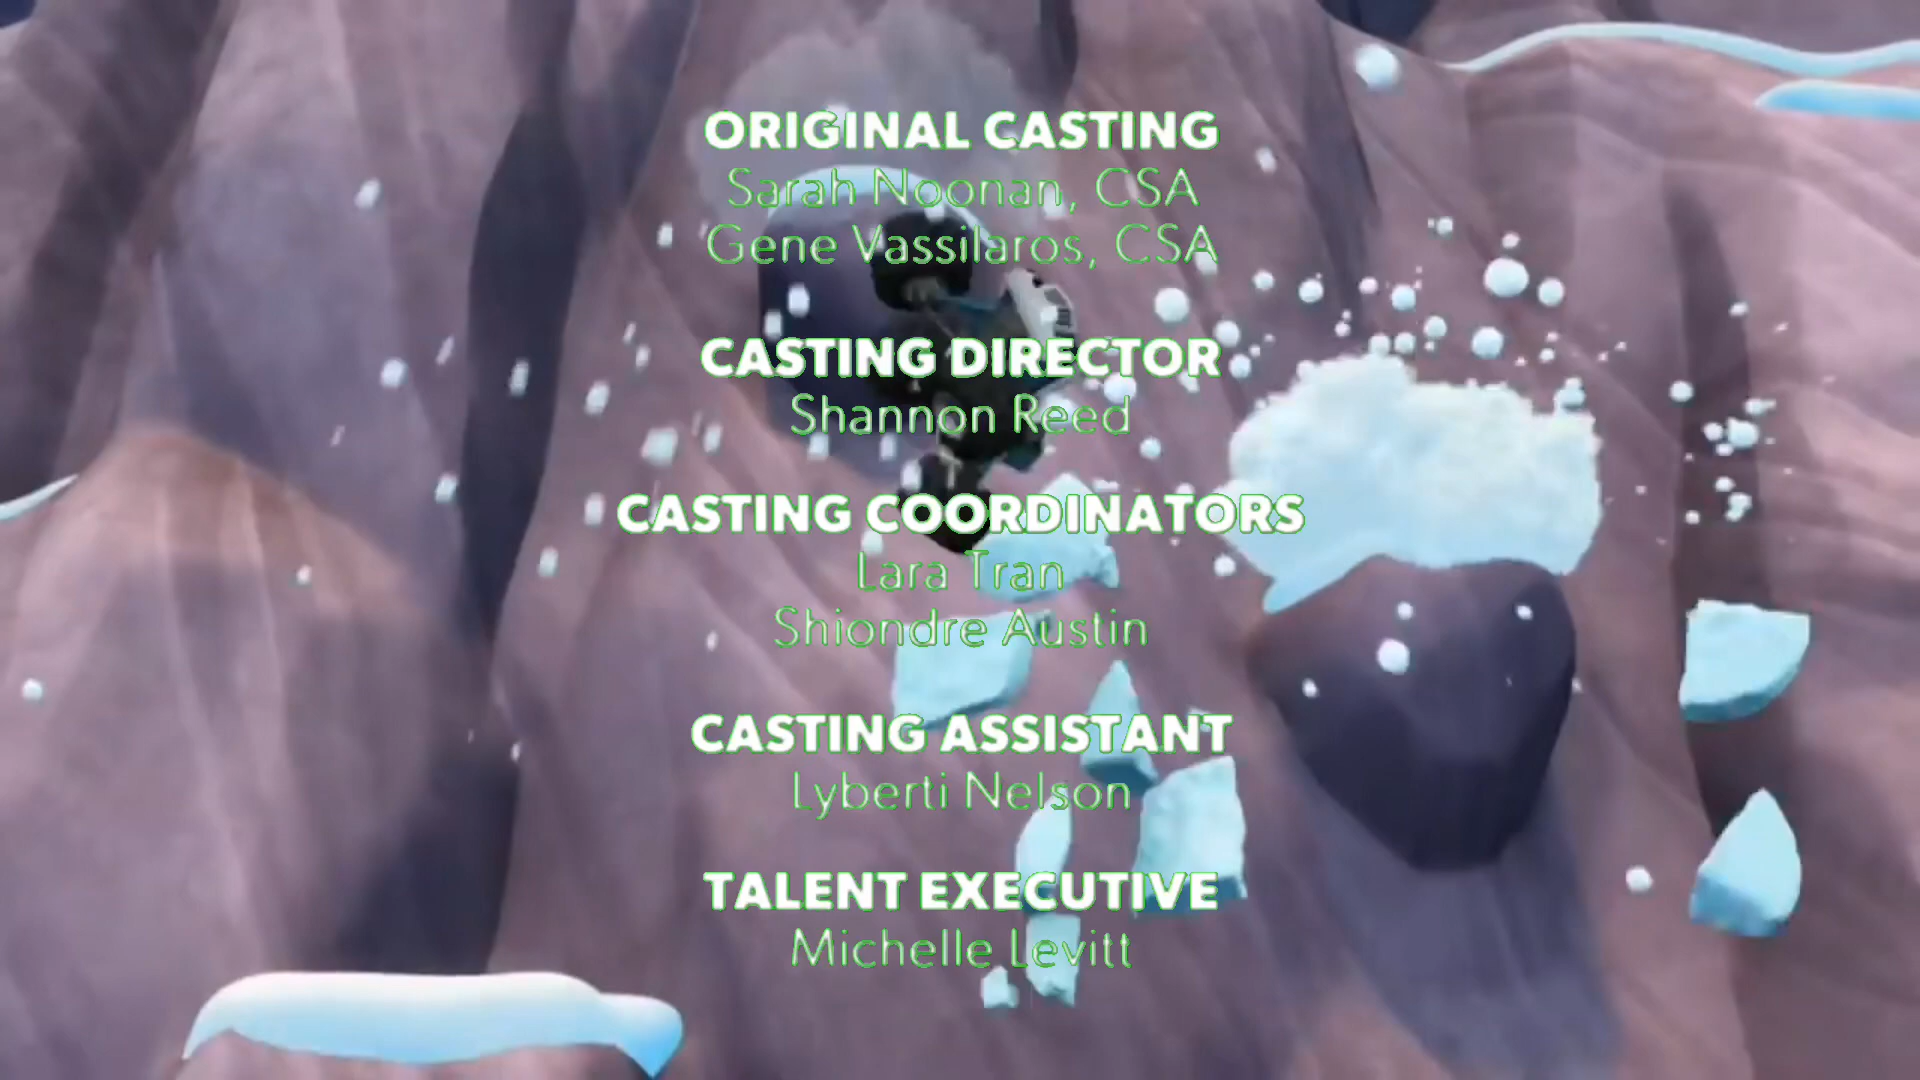 ORIGINAL CASTING
Sarah Noonan, CSA
Gene Vassilaros, CSA
CASTING DIRECTOR
Shannon Reed
CASTING COORDINATORS
Lara Tran
Shiondre Austin
CASTING ASSISTANT
Lyberti Nelson
TALENT EXECUTIVE
Michelle Levitt